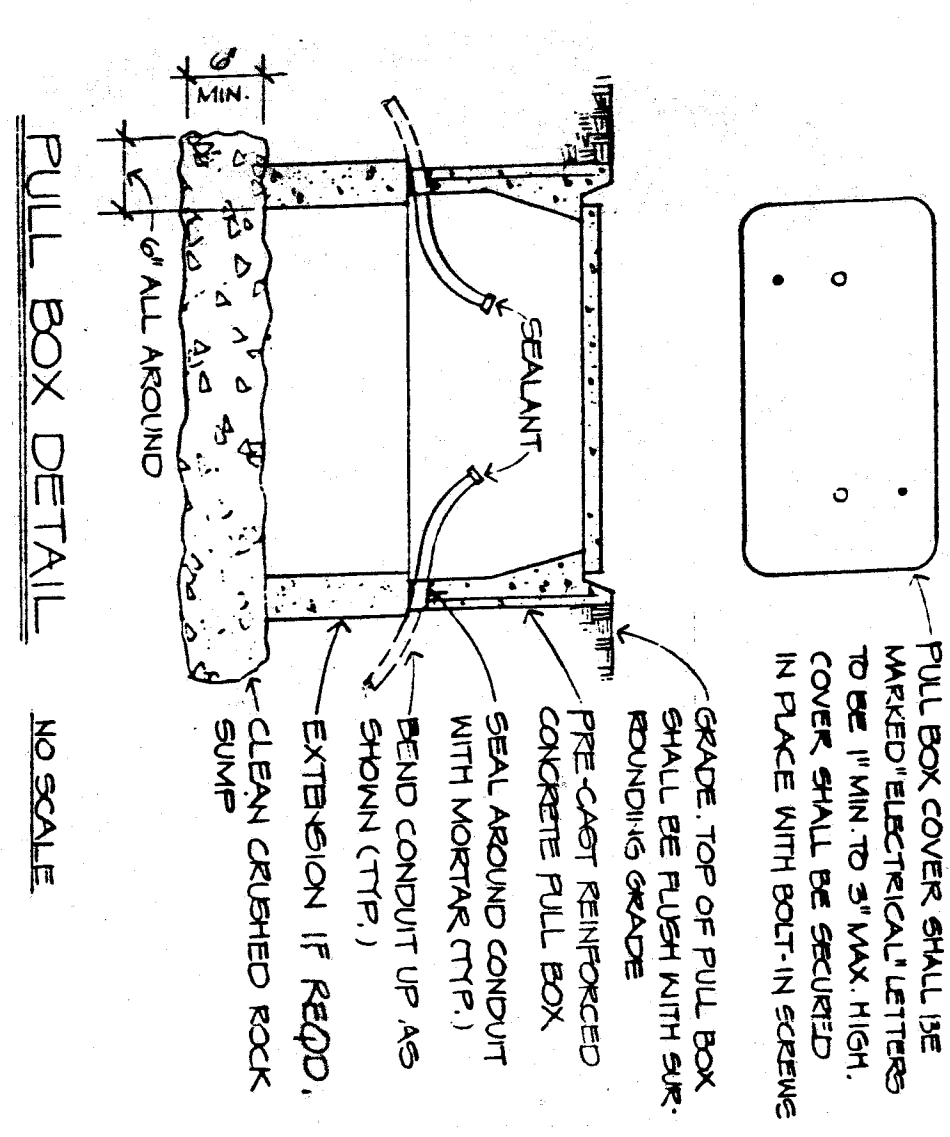 PULL BOX COVER SHALL BE
MARKED "ELECTRICAL" LETTERS
TO BE 1" MIN. TO 3" MAX. HIGH.
COVER SHALL BE SECURED
IN PLACE WITH BOLT-IN SCREWS
GRADE. TOP OF PULL BOX
SHALL BE FLUSH WITH SUR-
ROUNDING GRADE
PRE-CAST REINFORCED
CONCRETE PULL BOX
SEAL AROUND CONDUIT
WITH MORTAR (TYP.)
BEND CONDUIT UP AS
SHOWN (TYP.)
EXTENSION IF REQD.
CLEAN CRUSHED ROCK
SUMP
SEALANT
6"
MIN.
6" ALL AROUND
PULL BOX DETAIL
NO SCALE